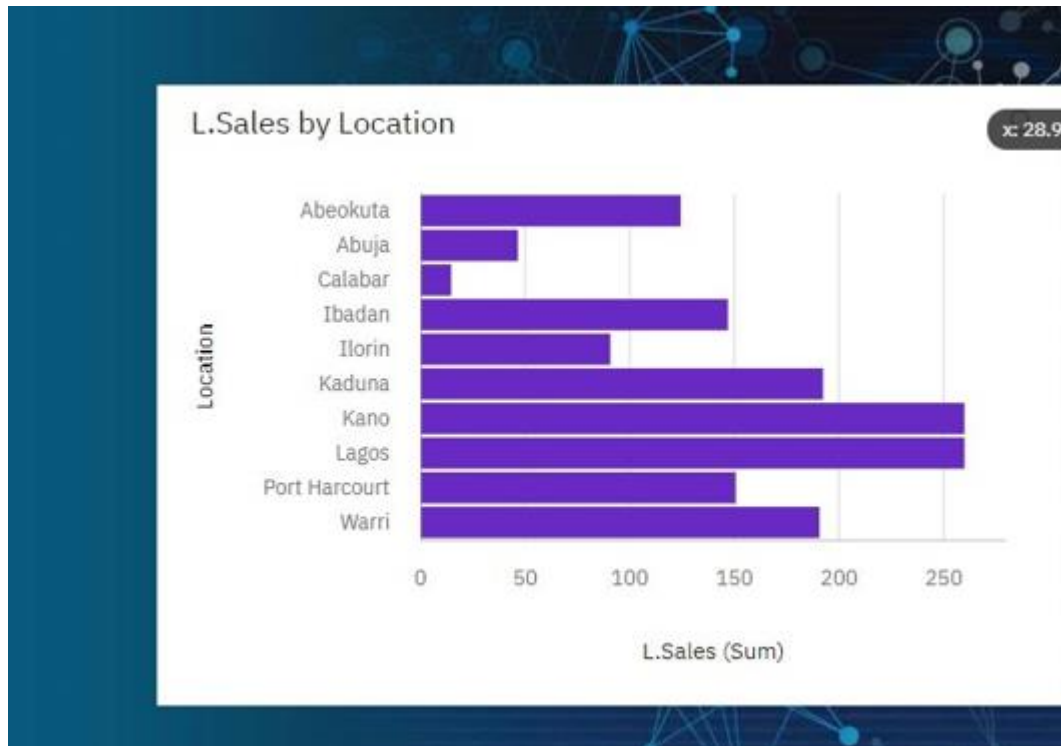 L.Sales by Location
x: 28.9
Location
Abeokuta
Abuja
Calabar
Ibadan
Ilorin
Kaduna
Kano
Lagos
Port Harcourt
Warri
0 50 100 150 200 250
L.Sales (Sum)